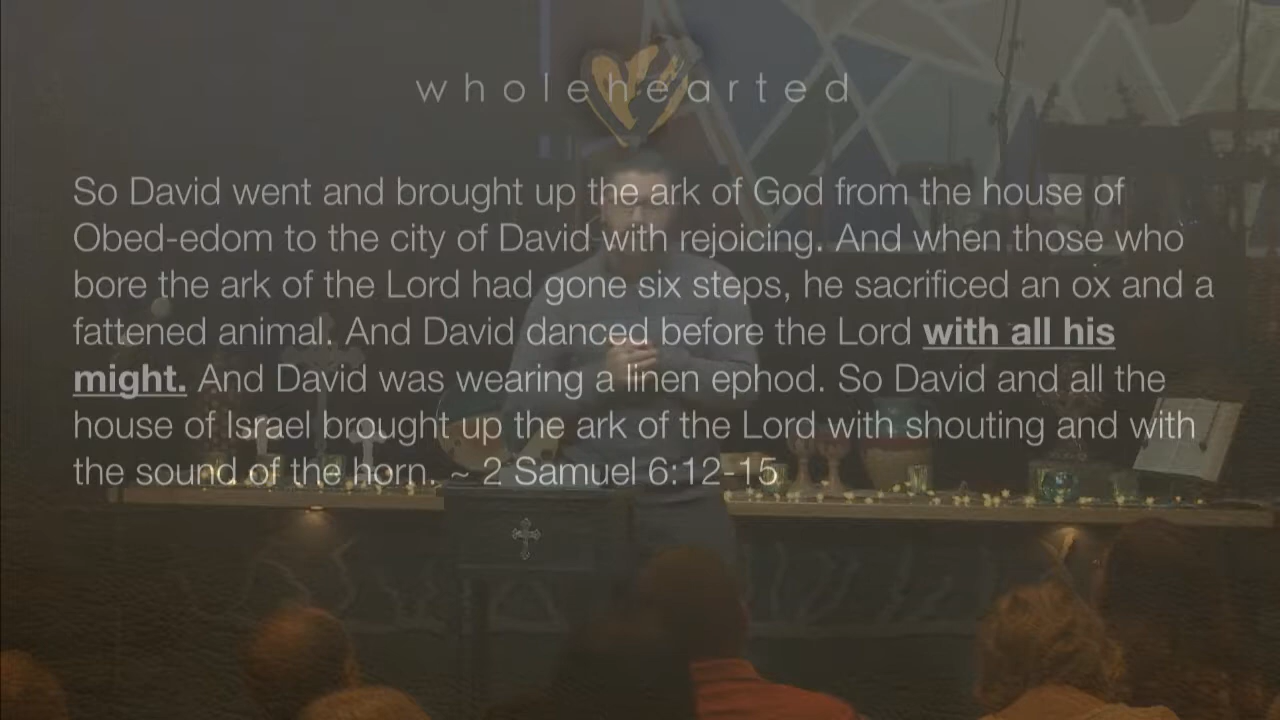 wholehearted
So David went and brought up the ark of God from the house of
Obed-edom to the city of David with rejoicing. And when those who
bore the ark of the Lord had gone six steps, he sacrificed an ox and a
fattened animal. And David danced before the Lord with all his
might. And David was wearing a linen ephod. So David and all the
house of Israel brought up the ark of the Lord with shouting and with
the sound of the horn. ~ 2 Samuel 6:12-15